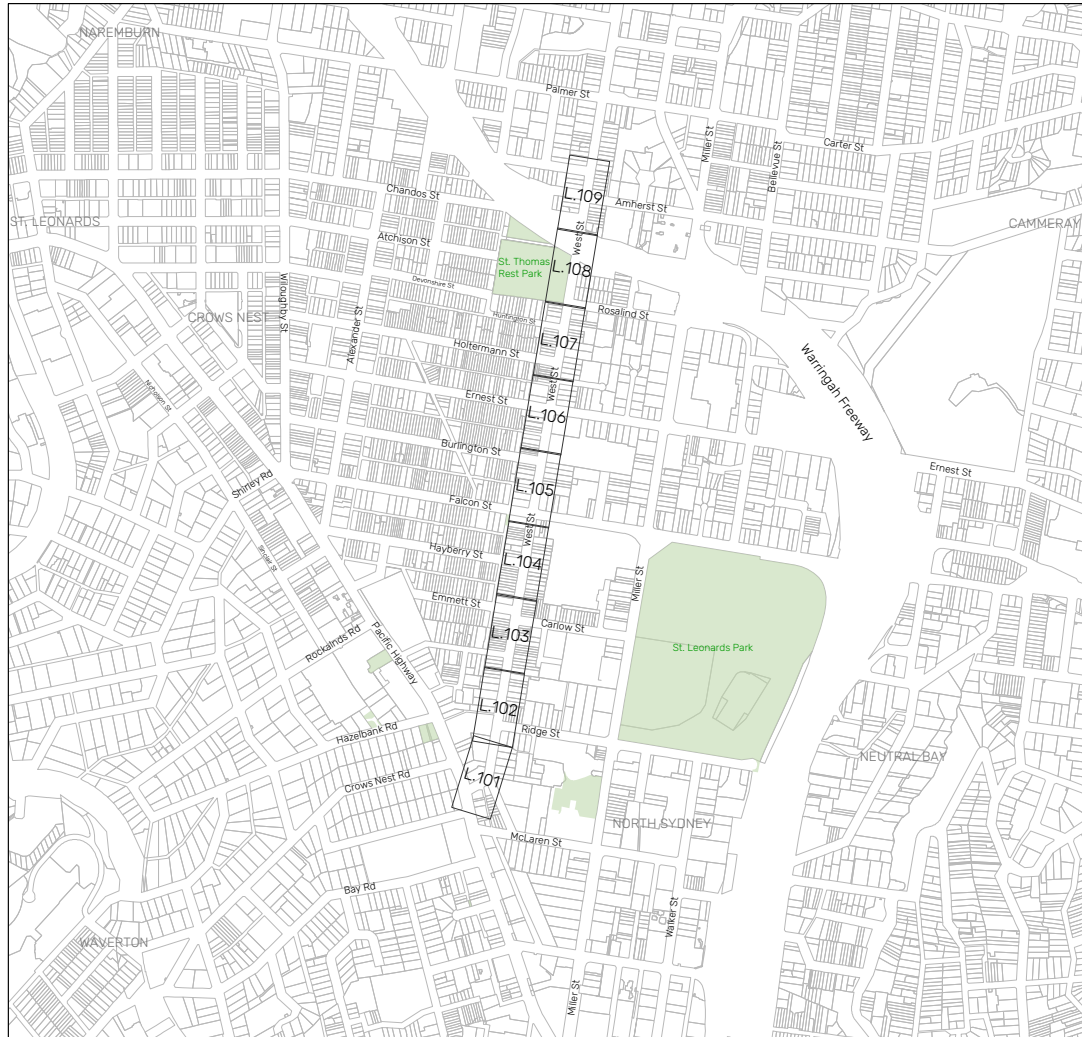 NAREMBURN
Palmer St
Miller St
Carter St
Bellevue St
Chandos St
L.109
Amherst St
ST. LEONARDS
CAMMERAY
Atchison St
West St
St. Thomas
Rest Park
L.108
Devonshire St
Willoughby St
CROWS NEST
Alexander St
Huntington St
Rosalind St
L.107
Holtermann St
Warringah Freeway
Nicholson St
Ernest St
West St
L.106
Burlington St
Ernest St
Shirley Rd
L.105
Falcon St
West St
Sinclair St
Hayberry St
L.104
Miller St
Emmett St
Carlow St
L.103
Rockalnds Rd
Pacific Highway
St. Leonards Park
L.102
Hazelbank Rd
Ridge St
NEUTRAL BAY
Crows Nest Rd
L.101
NORTH SYDNEY
McLaren St
Bay Rd
Walker St
WAVERTON
Miller St